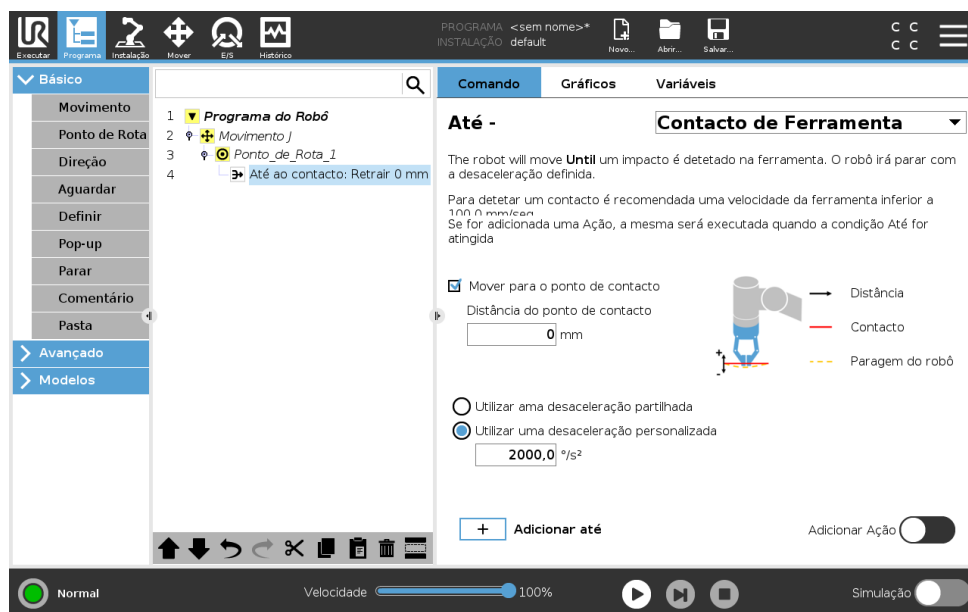 PROGRAMA <sem nome>*
INSTALAÇÃO default
Executar Programa Instalação Mover E/S Histórico Novo... Abrir... Salvar...
C C
C C
Básico
Movimento
Ponto de Rota
Direção
Aguardar
Definir
Pop-up
Parar
Comentário
Pasta
Avançado
Modelos
1 Programa do Robô
2 Movimento J
3 Ponto_de_Rota_1
4 Até ao contacto: Retrair 0 mm
Comando Gráficos Variáveis
Até - Contacto de Ferramenta
The robot will move Until um impacto é detetado na ferramenta. O robô irá parar com
a desaceleração definida.
Para detetar um contacto é recomendada uma velocidade da ferramenta inferior a
100.0 mm/seg
Se for adicionada uma Ação, a mesma será executada quando a condição Até for
atingida
Mover para o ponto de contacto
Distância do ponto de contacto
0 mm
Distância
Contacto
Paragem do robô
+
-
Utilizar ama desaceleração partilhada
Utilizar uma desaceleração personalizada
2000,0 °/s²
+ Adicionar até
Adicionar Ação
Normal
Velocidade 100%
Simulação